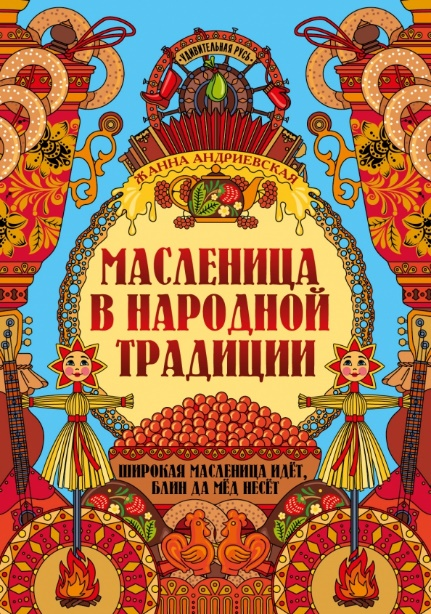 ·УДИВИТЕЛЬНАЯ РУСЬ·
ЖАННА АНДРИЕВСКАЯ
МАСЛЕНИЦА
В НАРОДНОЙ
ТРАДИЦИИ
ШИРОКАЯ МАСЛЕНИЦА ИДЁТ,
БЛИН ДА МЁД НЕСЁТ